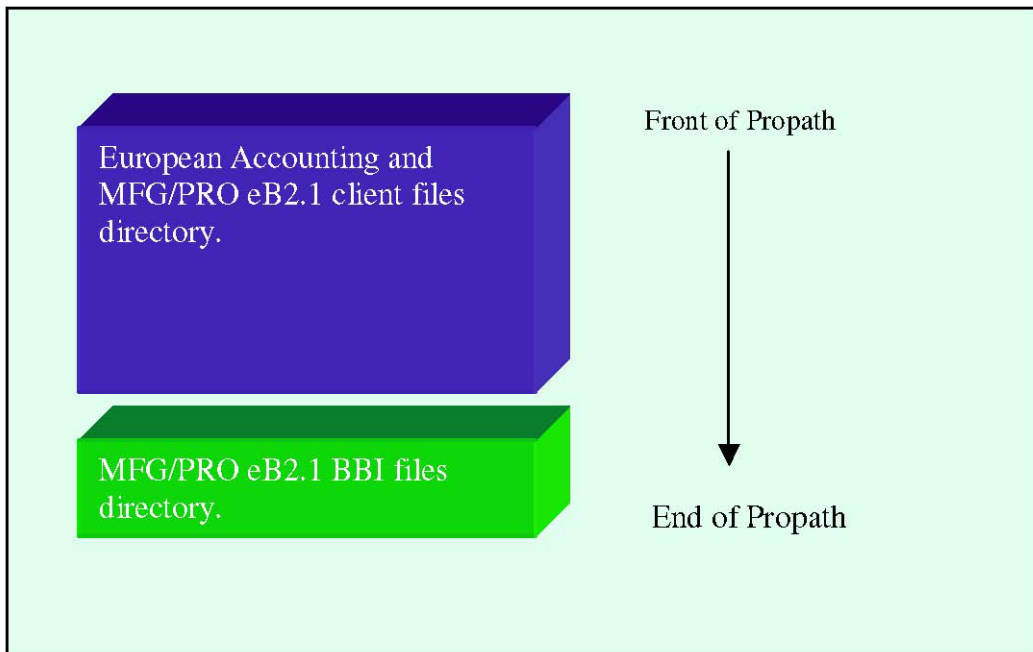 European Accounting and
MFG/PRO eB2.1 client files
directory.
Front of Propath
MFG/PRO eB2.1 BBI files
directory.
End of Propath